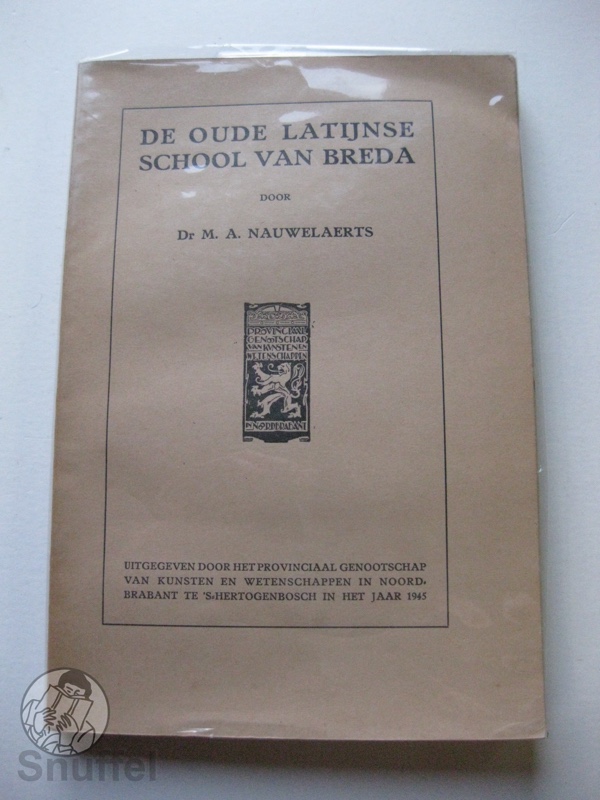 DE OUDE LATIJNSE
SCHOOL VAN BREDA
DOOR
Dr M. A. NAUWELAERTS
PROVINCIAAL
GENOOTSCHAP
VAN KUNSTEN EN
WETENSSCHAPPEN
IN NOORDBRABANT
UITGEGEVEN DOOR HET PROVINCIAAL GENOOTSCHAP
VAN KUNSTEN EN WETENSCHAPPEN IN NOORD-
BRABANT TE 'S-HERTOGENBOSCH IN HET JAAR 1945
Snuffel